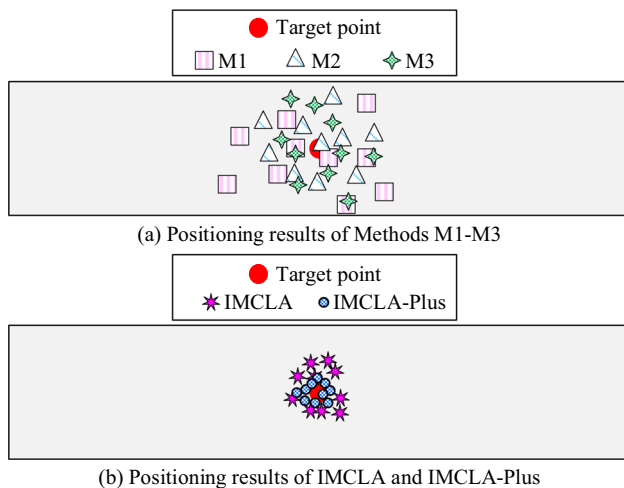 Target point
M1 M2 M3
(a) Positioning results of Methods M1-M3
Target point
IMCLA IMCLA-Plus
(b) Positioning results of IMCLA and IMCLA-Plus